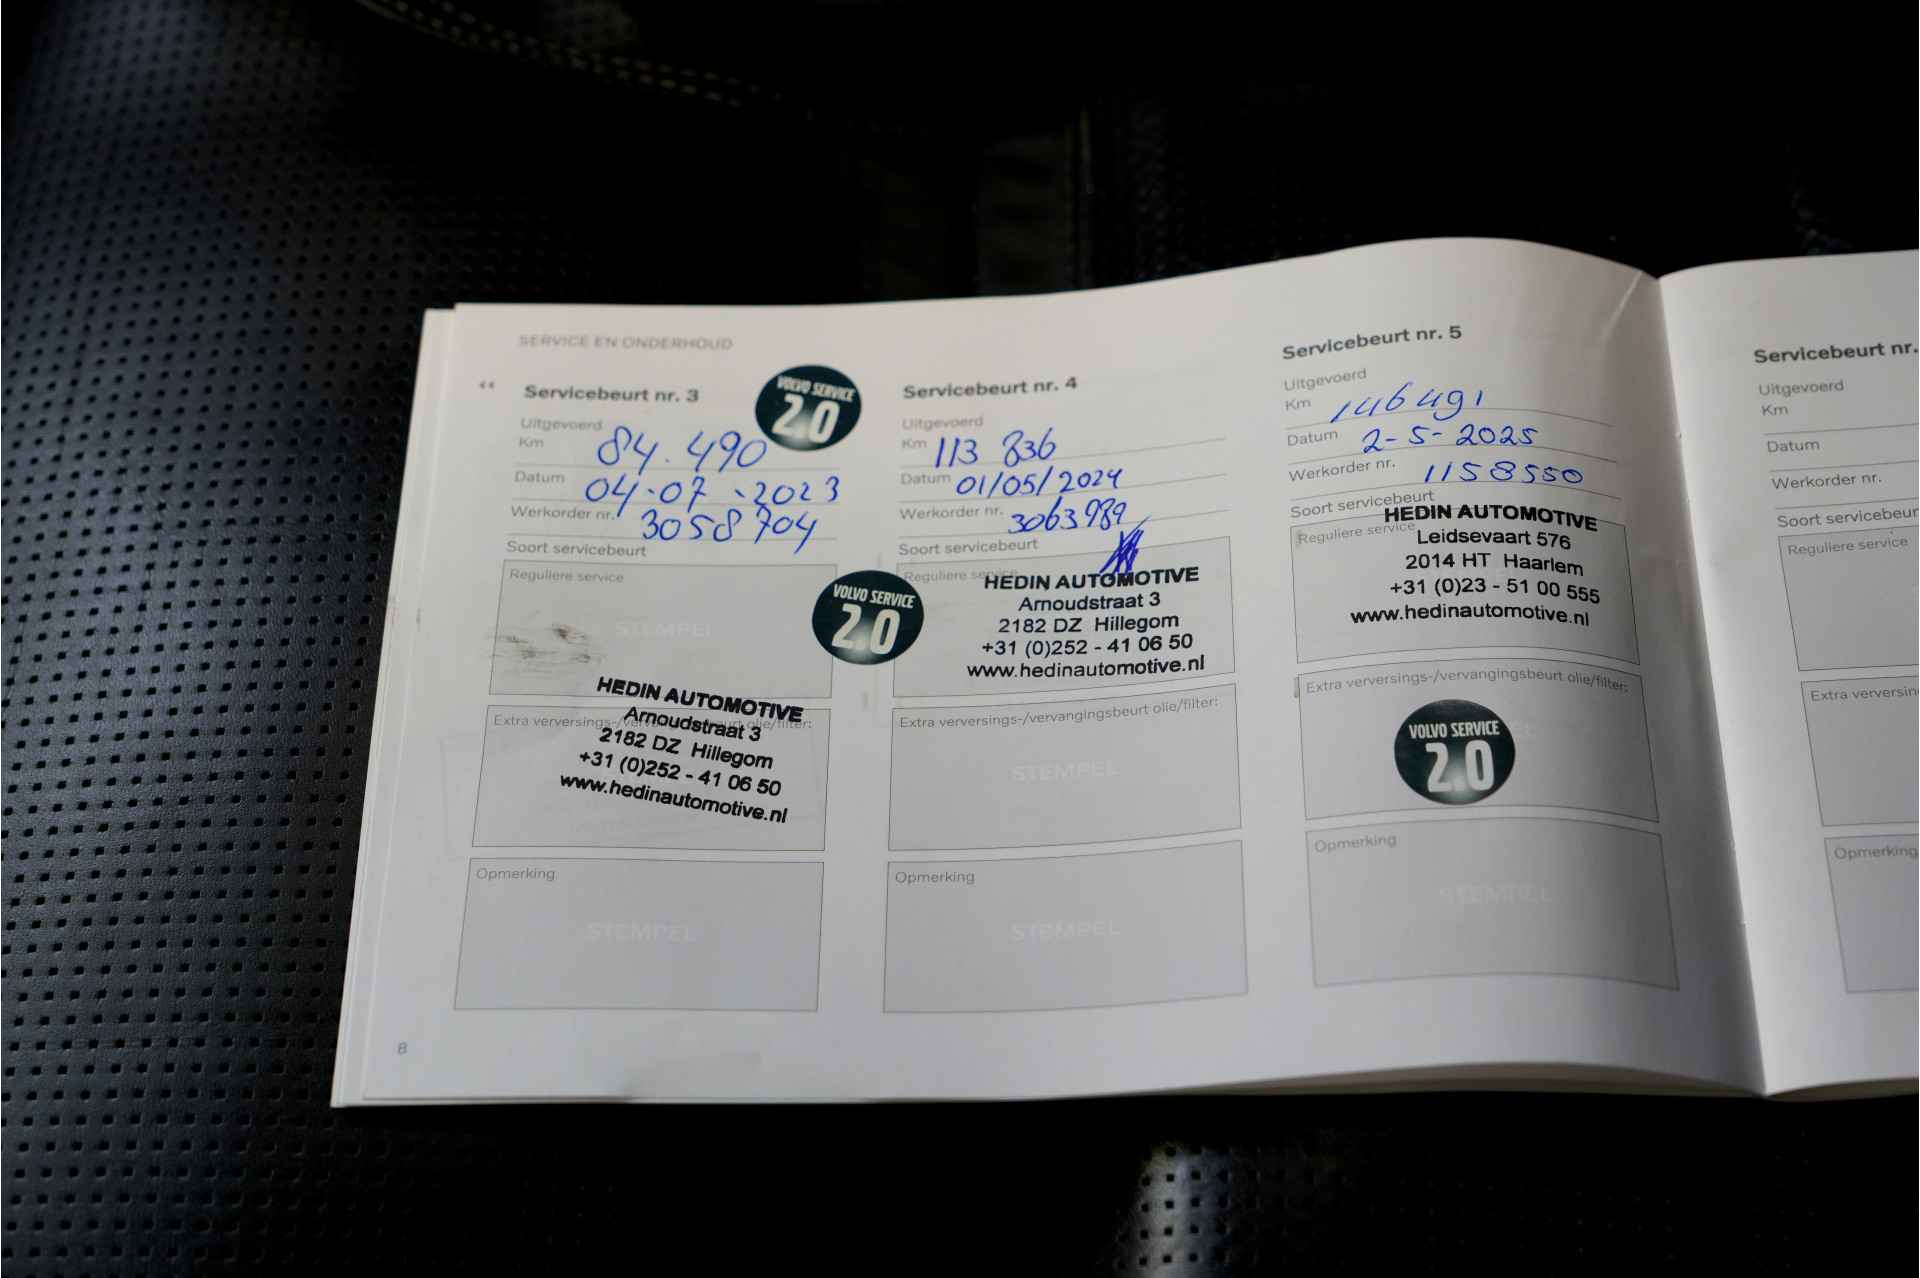 SERVICE EN ONDERHOUD
Servicebeurt nr. 3
VOLVO SERVICE
2.0
Uitgevoerd
Km 84.490
Datum 04-07-2023
Werkorder nr. 3058704
Soort servicebeurt
Reguliere service
STEMPEL
HEDIN AUTOMOTIVE
Extra verversings-/vervangingsbeurt olie/filter:
Arnoudstraat 3
2182 DZ Hillegom
+31 (0)252 - 41 06 50
www.hedinautomotive.nl
Opmerking
STEMPEL
8
Servicebeurt nr. 4
Uitgevoerd
Km 113 836
Datum 01/05/2024
Werkorder nr. 3063989
Soort servicebeurt
Reguliere service
VOLVO SERVICE
2.0
HEDIN AUTOMOTIVE
Arnoudstraat 3
2182 DZ Hillegom
+31 (0)252 - 41 06 50
www.hedinautomotive.nl
Extra verversings-/vervangingsbeurt olie/filter:
STEMPEL
Opmerking
STEMPEL
Servicebeurt nr. 5
Uitgevoerd
Km 146491
Datum 2-5-2025
Werkorder nr. 1158550
Soort servicebeurt
Reguliere service
HEDIN AUTOMOTIVE
Leidsevaart 576
2014 HT Haarlem
+31 (0)23 - 51 00 555
www.hedinautomotive.nl
Extra verversings-/vervangingsbeurt olie/filter:
VOLVO SERVICE
2.0
Opmerking
STEMPEL
Servicebeurt nr.
Uitgevoerd
Km
Datum
Werkorder nr.
Soort servicebeur
Reguliere service
Extra verversing
Opmerking